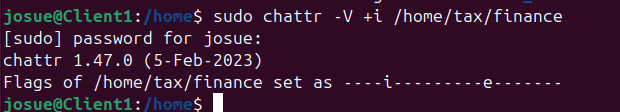 josue@Client1:/home$ sudo chattr -V +i /home/tax/finance
[sudo] password for josue:
chattr 1.47.0 (5-Feb-2023)
Flags of /home/tax/finance set as ----i---------e-------
josue@Client1:/home$